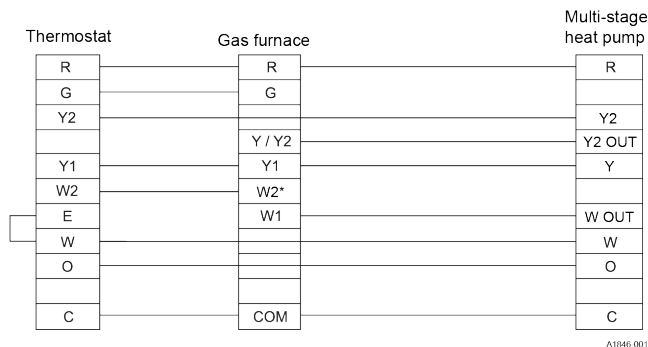 Multi-stage
Thermostat Gas furnace heat pump
R R R
G G
Y2 Y2
Y / Y2 Y2 OUT
Y1 Y1 Y
W2 W2*
E W1 W OUT
W W
O O
C COM C
A1846-001